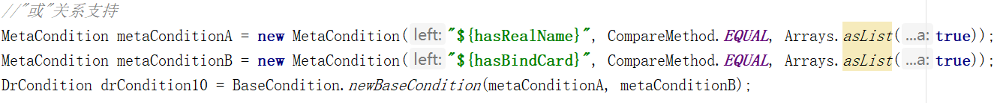 //"或"关系支持
MetaCondition metaConditionA = new MetaCondition( left: "${hasRealName}", CompareMethod.EQUAL, Arrays.asList( ...a: true));
MetaCondition metaConditionB = new MetaCondition( left: "${hasBindCard}", CompareMethod.EQUAL, Arrays.asList( ...a: true));
DrCondition drCondition10 = BaseCondition.newBaseCondition(metaConditionA, metaConditionB);